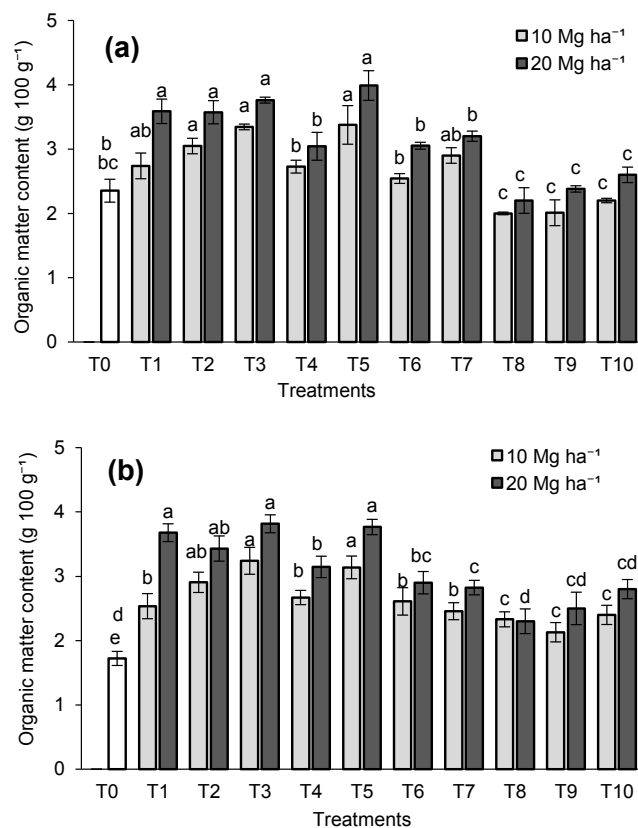 (a)
10 Mg ha⁻¹
20 Mg ha⁻¹
Organic matter content (g 100 g⁻¹)
5
4
3
2
1
0
b
bc
ab
a
a
a
a
a
b
b
a
a
b
b
ab
b
c
c
c
c
c
c
T0 T1 T2 T3 T4 T5 T6 T7 T8 T9 T10
Treatments
(b)
10 Mg ha⁻¹
20 Mg ha⁻¹
Organic matter content (g 100 g⁻¹)
5
4
3
2
1
0
d
e
b
a
ab
ab
a
a
b
b
a
a
b
bc
b
c
c
d
c
cd
c
cd
T0 T1 T2 T3 T4 T5 T6 T7 T8 T9 T10
Treatments